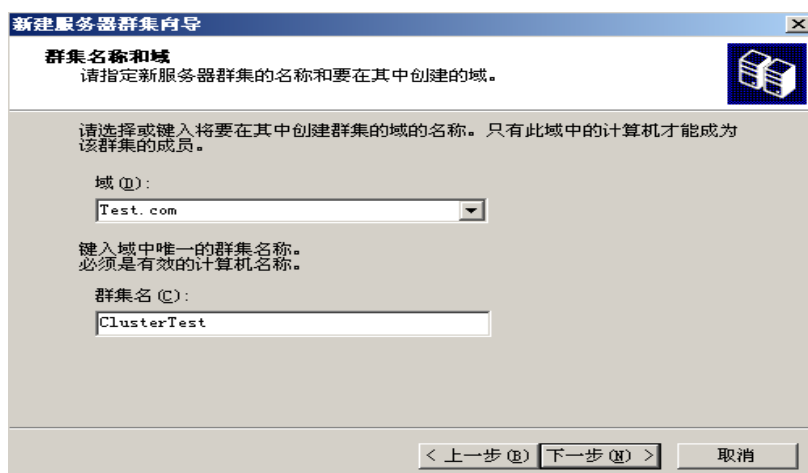 新建服务器群集向导
群集名称和域
请指定新服务器群集的名称和要在其中创建的域。
请选择或键入将要在其中创建群集的域的名称。只有此域中的计算机才能成为
该群集的成员。
域(D):
Test.com
键入域中唯一的群集名称。
必须是有效的计算机名称。
群集名(C):
ClusterTest
< 上一步(B) 下一步(N) > 取消